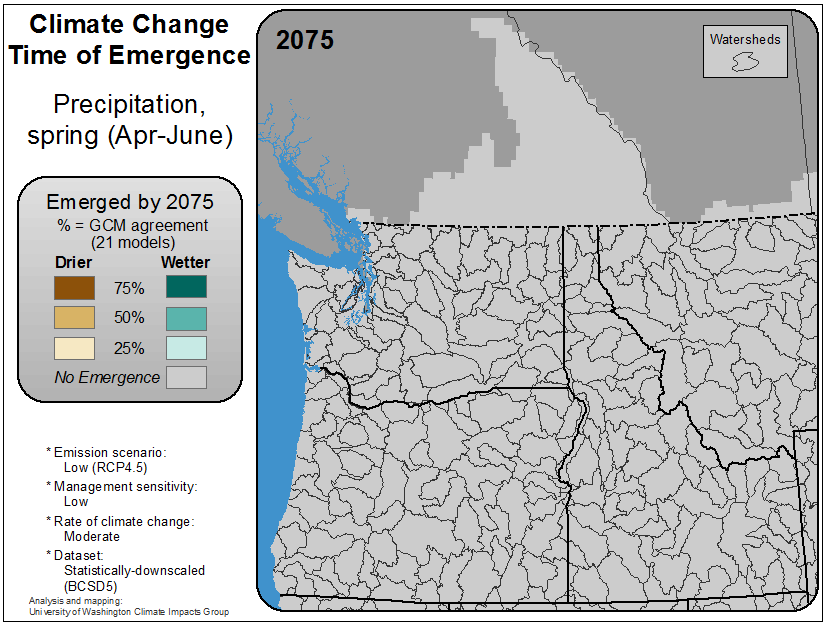 Climate Change
Time of Emergence
Precipitation,
spring (Apr-June)
Emerged by 2075
% = GCM agreement
(21 models)
Drier Wetter
75%
50%
25%
No Emergence
* Emission scenario:
Low (RCP4.5)
* Management sensitivity:
Low
* Rate of climate change:
Moderate
* Dataset:
Statistically-downscaled
(BCSD5)
Analysis and mapping:
University of Washington Climate Impacts Group
2075
Watersheds